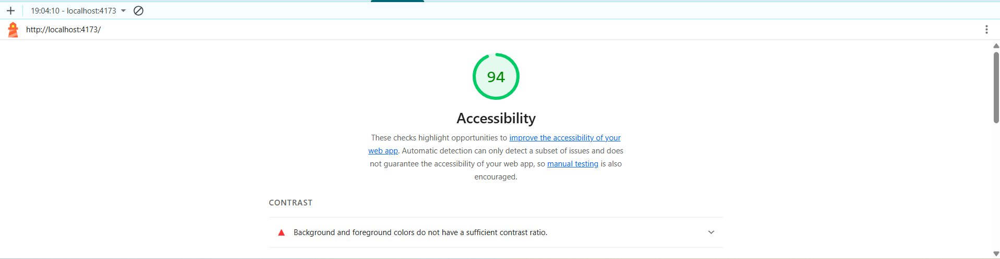 19:04:10 - localhost:4173
http://localhost:4173/
94
Accessibility
These checks highlight opportunities to improve the accessibility of your
web app. Automatic detection can only detect a subset of issues and does
not guarantee the accessibility of your web app, so manual testing is also
encouraged.
CONTRAST
Background and foreground colors do not have a sufficient contrast ratio.